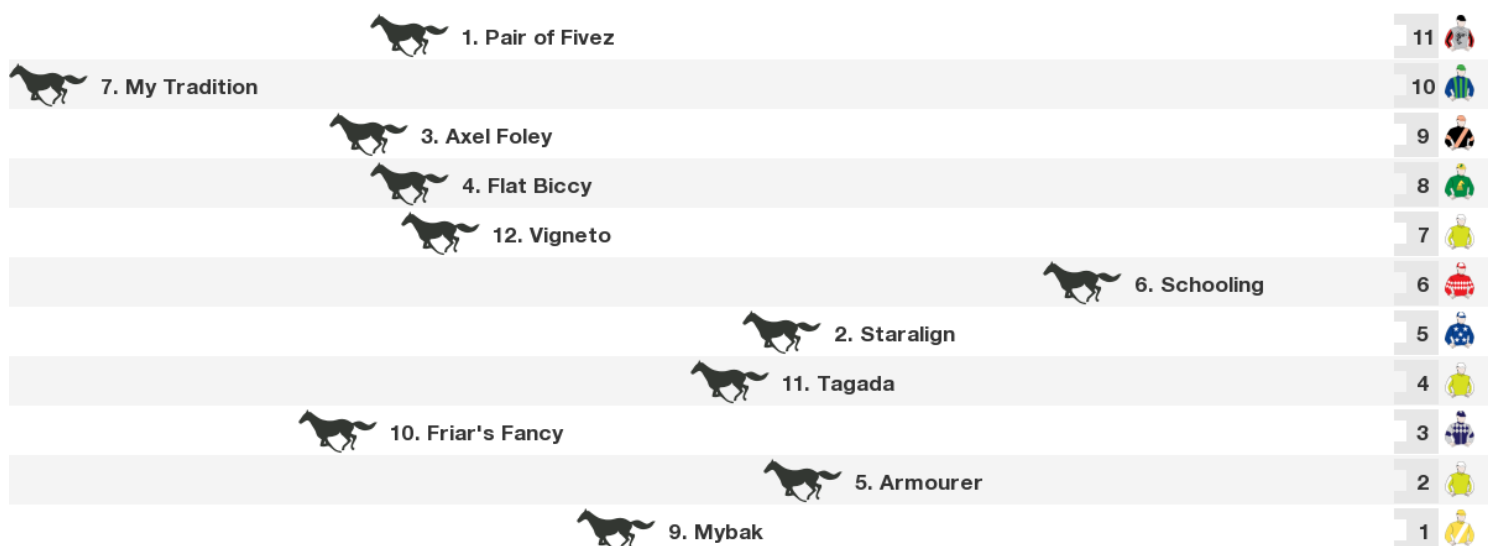 1. Pair of Fivez 11
7. My Tradition 10
3. Axel Foley 9
4. Flat Biccy 8
12. Vigneto 7
6. Schooling 6
2. Staralign 5
11. Tagada 4
10. Friar's Fancy 3
5. Armourer 2
9. Mybak 1